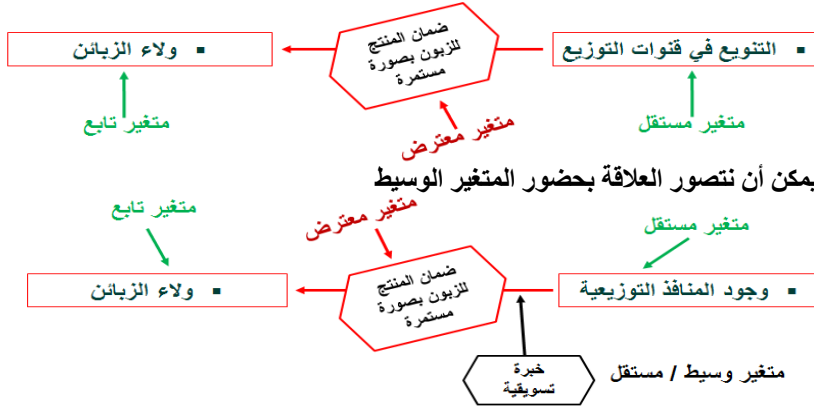 ▪ التنويع في قنوات التوزيع
ضمان المنتج
للزبون بصورة
مستمرة
▪ ولاء الزبائن
متغير مستقل
متغير معترض
متغير تابع
يمكن أن نتصور العلاقة بحضور المتغير الوسيط
متغير مستقل
متغير معترض
متغير تابع
▪ وجود المنافذ التوزيعية
ضمان المنتج
للزبون بصورة
مستمرة
▪ ولاء الزبائن
متغير وسيط / مستقل
خبرة
تسويقية